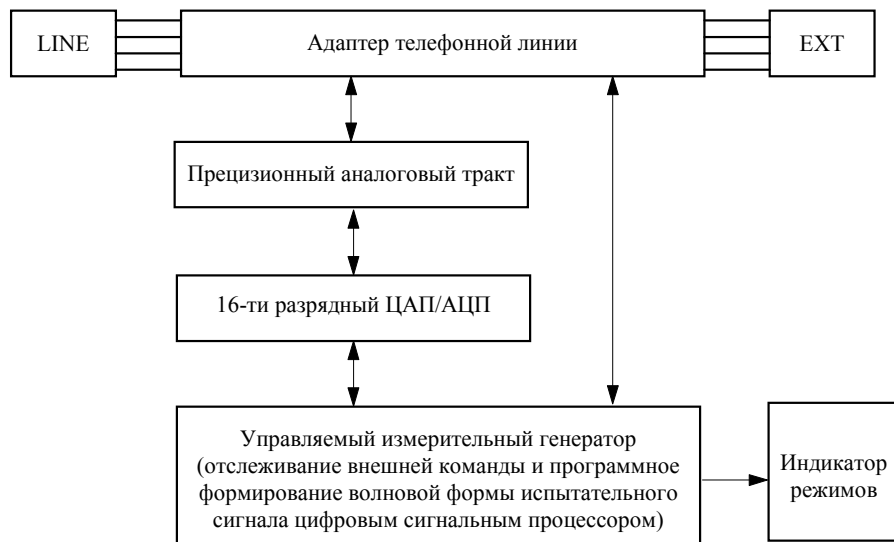 LINE
Адаптер телефонной линии
EXT
Прецизионный аналоговый тракт
16-ти разрядный ЦАП/АЦП
Управляемый измерительный генератор
(отслеживание внешней команды и программное
формирование волновой формы испытательного
сигнала цифровым сигнальным процессором)
Индикатор
режимов